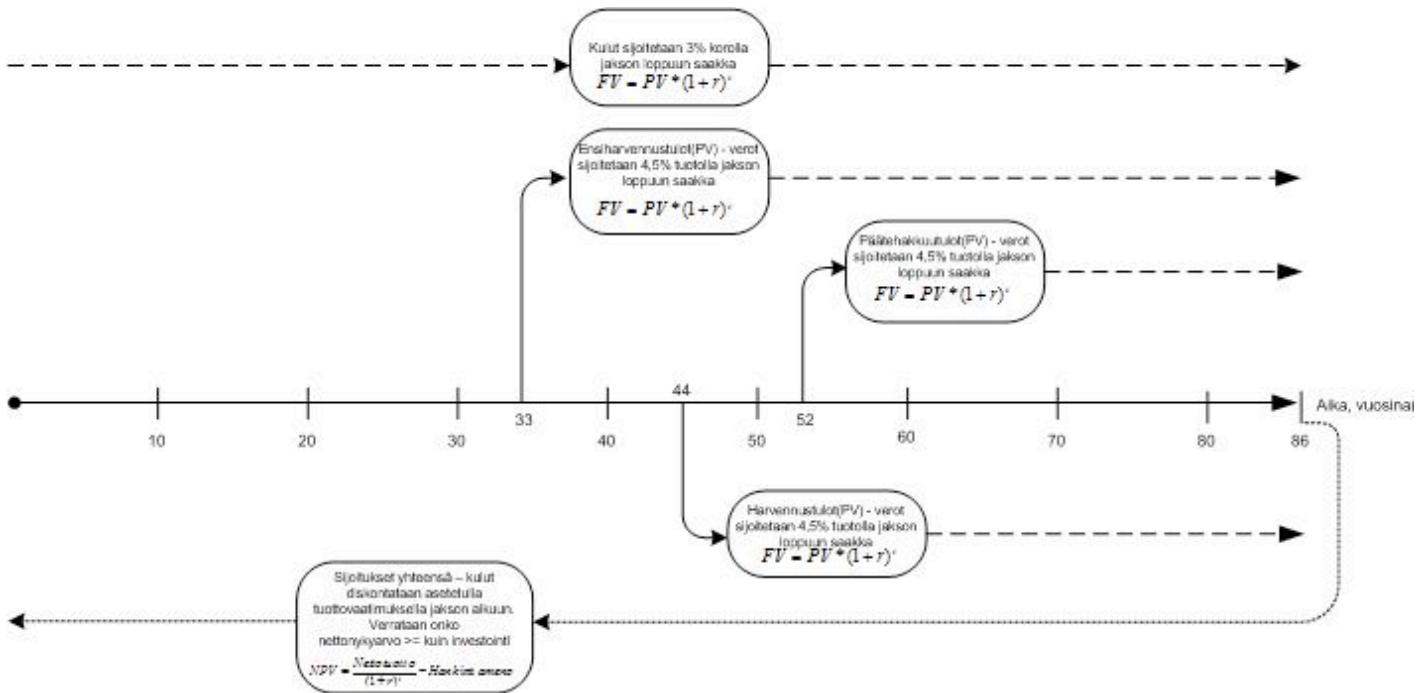 Kulut sijoitetaan 3% korolla
jakson loppuun saakka
FV = PV * (1 + r)ˣ
Ensiharvennustulot(PV) - verot
sijoitetaan 4,5% tuotolla jakson
loppuun saakka
FV = PV * (1 + r)ˣ
Päätehakkuutulot(PV) - verot
sijoitetaan 4,5% tuotolla jakson
loppuun saakka
FV = PV * (1 + r)ˣ
44
33
52
Aika, vuosina
10 20 30 40 50 60 70 80 86
Harvennustulot(PV) - verot
sijoitetaan 4,5% tuotolla jakson
loppuun saakka
FV = PV * (1 + r)ˣ
Sijoitukset yhteensä – kulut
diskontataan asetetulla
tuottovaatimuksella jakson alkuun.
Verrataan onko
nettonykyarvo >= kuin investointi
NPV = Nettotuotto / (1 + r)ˣ − Hankintameno